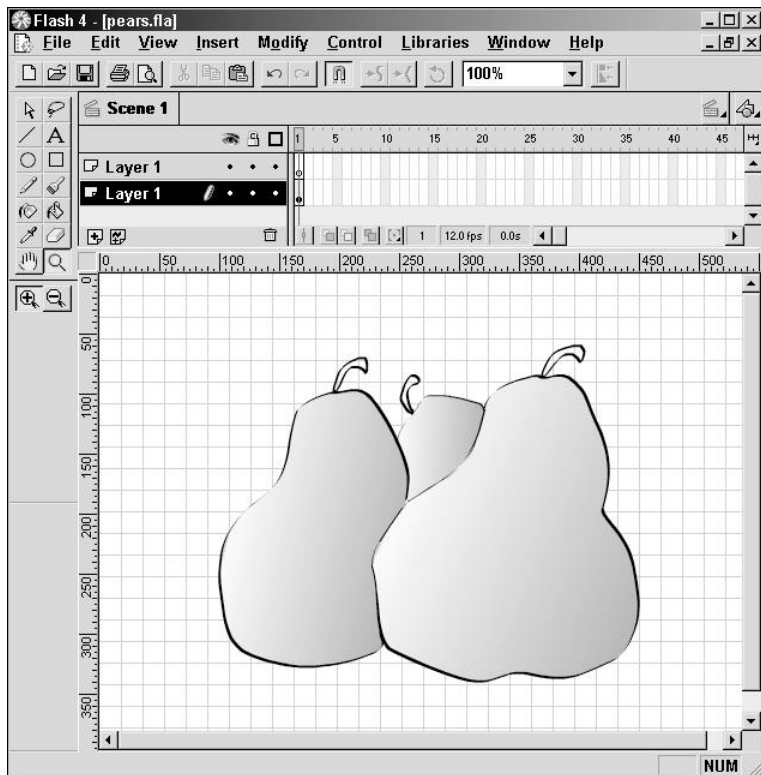 Flash 4 - [pears.fla]
File Edit View Insert Modify Control Libraries Window Help
100%
Scene 1
A
1 5 10 15 20 25 30 35 40 45
Layer 1
Layer 1
1 12.0 fps 0.0s
0 50 100 150 200 250 300 350 400 450 500
0
50
100
150
200
250
300
350
NUM